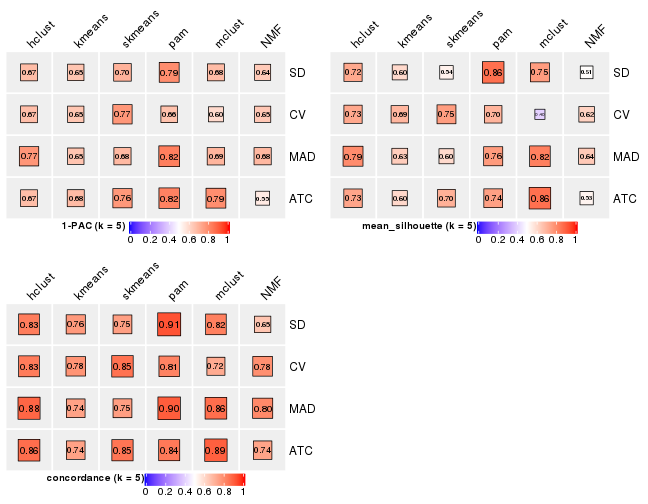 hclust kmeans skmeans pam mclust NMF
0.67 0.65 0.70 0.79 0.68 0.64 SD
0.67 0.65 0.77 0.66 0.60 0.65 CV
0.77 0.65 0.68 0.82 0.69 0.68 MAD
0.67 0.68 0.76 0.82 0.79 0.55 ATC
1-PAC (k = 5)
0 0.2 0.4 0.6 0.8 1
hclust kmeans skmeans pam mclust NMF
0.72 0.60 0.54 0.86 0.75 0.51 SD
0.73 0.69 0.75 0.70 0.62 CV
0.79 0.63 0.60 0.76 0.82 0.64 MAD
0.73 0.60 0.70 0.74 0.86 0.53 ATC
mean_silhouette (k = 5)
0 0.2 0.4 0.6 0.8 1
hclust kmeans skmeans pam mclust NMF
0.83 0.76 0.75 0.91 0.82 0.65 SD
0.83 0.78 0.85 0.81 0.72 0.78 CV
0.88 0.74 0.75 0.90 0.86 0.80 MAD
0.86 0.74 0.85 0.84 0.89 0.74 ATC
concordance (k = 5)
0 0.2 0.4 0.6 0.8 1